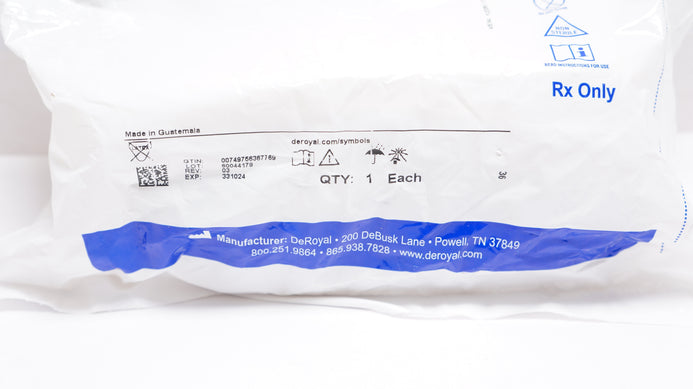 NON
STERILE
READ INSTRUCTIONS FOR USE
Rx Only
Made in Guatemala
deroyal.com/symbols
GTIN: 00749756367769
LOT: 60044179
REV: 03
EXP: 331024
QTY: 1 Each
36
Manufacturer: DeRoyal • 200 DeBusk Lane • Powell, TN 37849
800.251.9864 • 865.938.7828 • www.deroyal.com